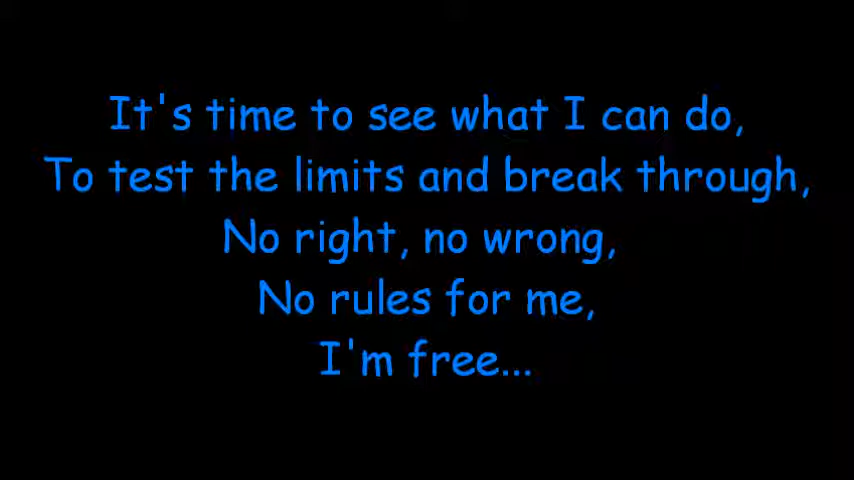 It's time to see what I can do,
To test the limits and break through,
No right, no wrong,
No rules for me,
I'm free...